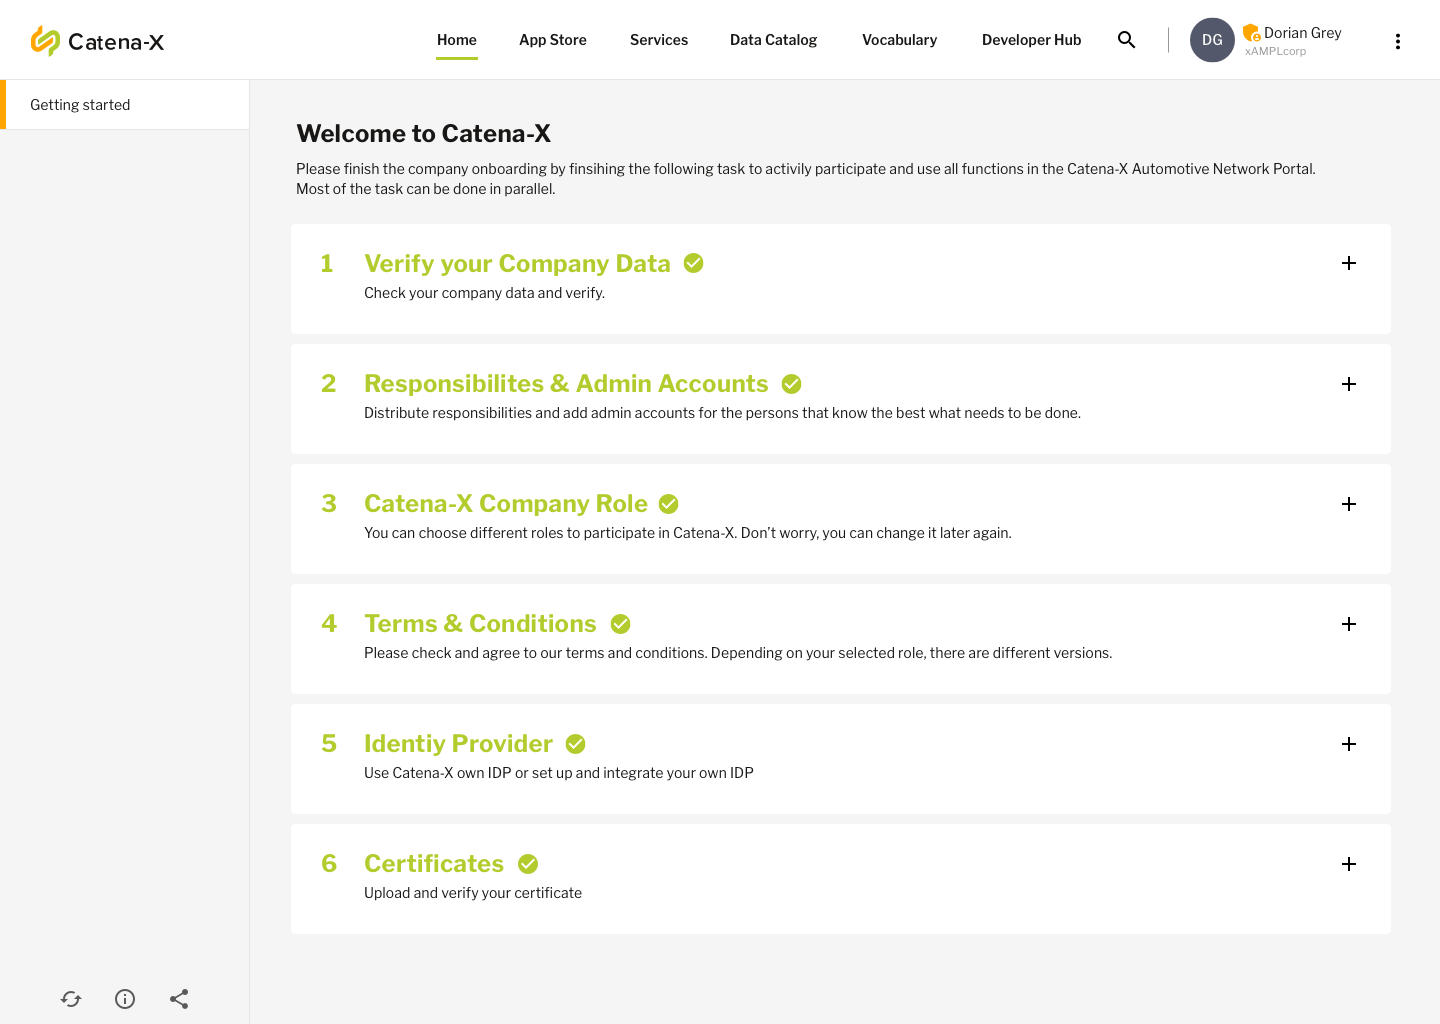 Catena-X
Home
App Store
Services
Data Catalog
Vocabulary
Developer Hub
DG
Dorian Grey
xAMPLcorp
Getting started
Welcome to Catena-X
Please finish the company onboarding by finsihing the following task to activily participate and use all functions in the Catena-X Automotive Network Portal.
Most of the task can be done in parallel.
1 Verify your Company Data
Check your company data and verify.
2 Responsibilites & Admin Accounts
Distribute responsibilities and add admin accounts for the persons that know the best what needs to be done.
3 Catena-X Company Role
You can choose different roles to participate in Catena-X. Don't worry, you can change it later again.
4 Terms & Conditions
Please check and agree to our terms and conditions. Depending on your selected role, there are different versions.
5 Identiy Provider
Use Catena-X own IDP or set up and integrate your own IDP
6 Certificates
Upload and verify your certificate